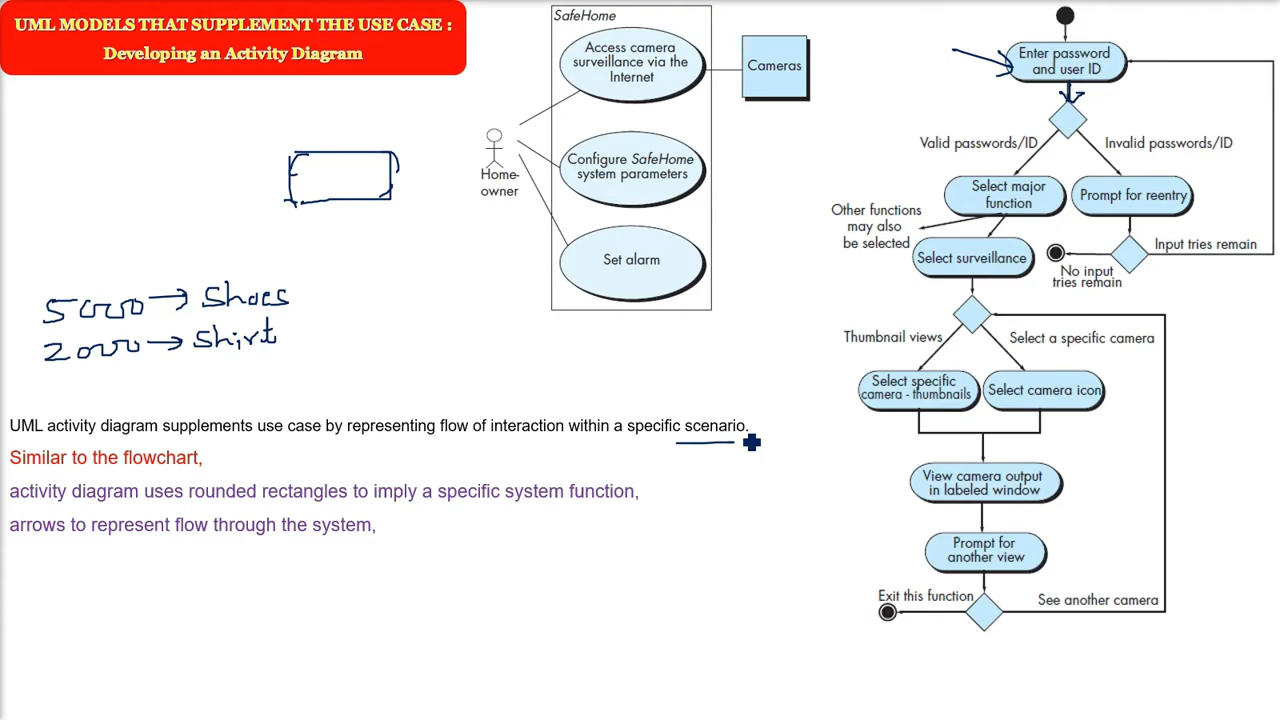 UML MODELS THAT SUPPLEMENT THE USE CASE :
Developing an Activity Diagram
SafeHome
Access camera
surveillance via the
Internet
Cameras
Configure SafeHome
system parameters
Home-
owner
Set alarm
5000 → Shoes
2000 → Shirt
UML activity diagram supplements use case by representing flow of interaction within a specific scenario.
Similar to the flowchart,
activity diagram uses rounded rectangles to imply a specific system function,
arrows to represent flow through the system,
Enter password
and user ID
Valid passwords/ID
Invalid passwords/ID
Select major
function
Prompt for reentry
Other functions
may also
be selected
Input tries remain
Select surveillance
No input
tries remain
Thumbnail views
Select a specific camera
Select specific
camera - thumbnails
Select camera icon
View camera output
in labeled window
Prompt for
another view
Exit this function
See another camera